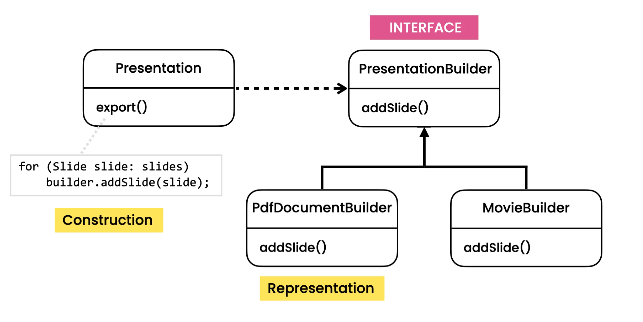 INTERFACE
Presentation
export()
PresentationBuilder
addSlide()
for (Slide slide: slides)
builder.addSlide(slide);
Construction
PdfDocumentBuilder
addSlide()
MovieBuilder
addSlide()
Representation